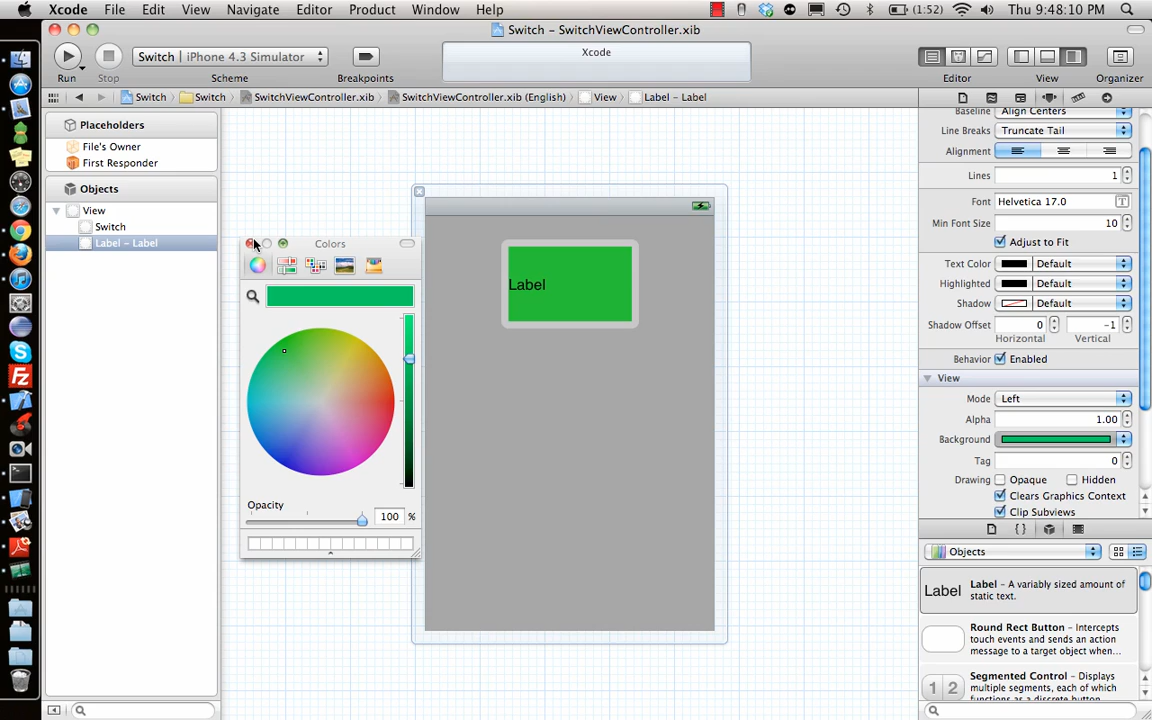 Xcode File Edit View Navigate Editor Product Window Help (1:52) Thu 9:48:10 PM
Switch – SwitchViewController.xib
Switch | iPhone 4.3 Simulator
Xcode
Run Stop Scheme Breakpoints Editor View Organizer
Switch Switch SwitchViewController.xib SwitchViewController.xib (English) View Label – Label
Placeholders
File's Owner
First Responder
Objects
View
Switch
Label – Label
Colors
Opacity
100 %
Label
Baseline Align Centers
Line Breaks Truncate Tail
Alignment
Lines 1
Font Helvetica 17.0
Min Font Size 10
Adjust to Fit
Text Color Default
Highlighted Default
Shadow Default
Shadow Offset 0 -1
Horizontal Vertical
Behavior Enabled
View
Mode Left
Alpha 1.00
Background
Tag 0
Drawing Opaque Hidden
Clears Graphics Context
Clip Subviews
Objects
Label
Label – A variably sized amount of
static text.
Round Rect Button – Intercepts
touch events and sends an action
message to a target object when...
1 2
Segmented Control – Displays
multiple segments, each of which
functions as a discrete button.